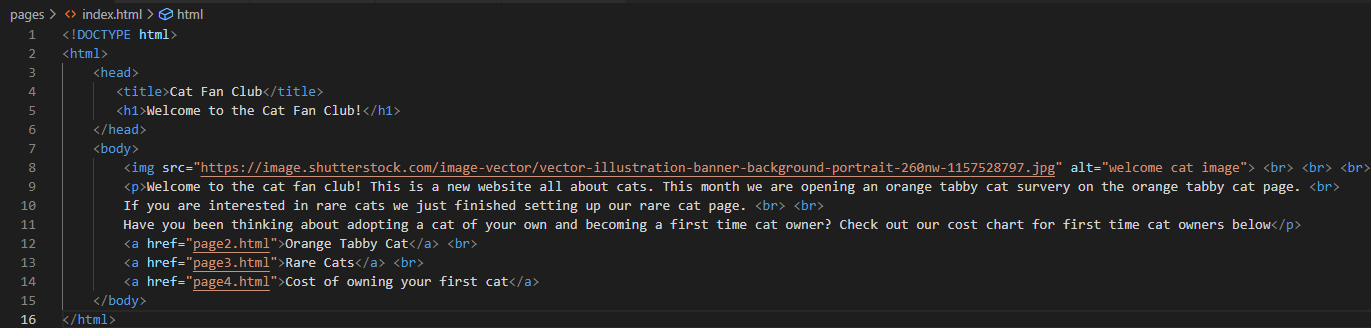 pages > index.html > html
1 <!DOCTYPE html>
2 <html>
3 <head>
4 <title>Cat Fan Club</title>
5 <h1>Welcome to the Cat Fan Club!</h1>
6 </head>
7 <body>
8 <img src="https://image.shutterstock.com/image-vector/vector-illustration-banner-background-portrait-260nw-1157528797.jpg" alt="welcome cat image"> <br> <br> <br>
9 <p>Welcome to the cat fan club! This is a new website all about cats. This month we are opening an orange tabby cat survery on the orange tabby cat page. <br>
10 If you are interested in rare cats we just finished setting up our rare cat page. <br> <br>
11 Have you been thinking about adopting a cat of your own and becoming a first time cat owner? Check out our cost chart for first time cat owners below</p>
12 <a href="page2.html">Orange Tabby Cat</a> <br>
13 <a href="page3.html">Rare Cats</a> <br>
14 <a href="page4.html">Cost of owning your first cat</a>
15 </body>
16 </html>